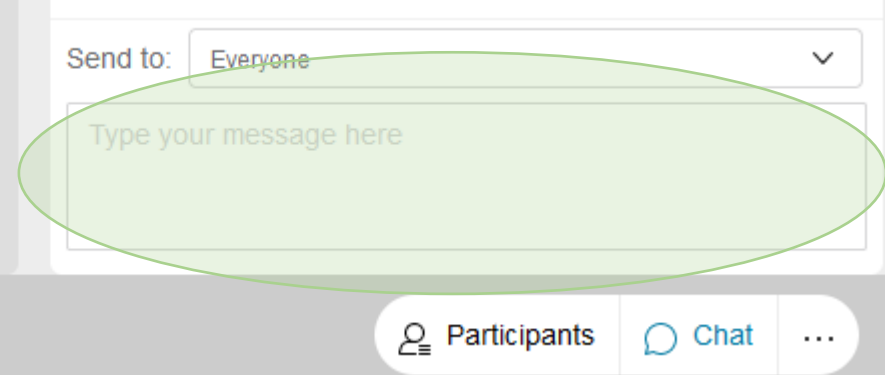 Send to: Everyone
Type your message here
Participants Chat ...